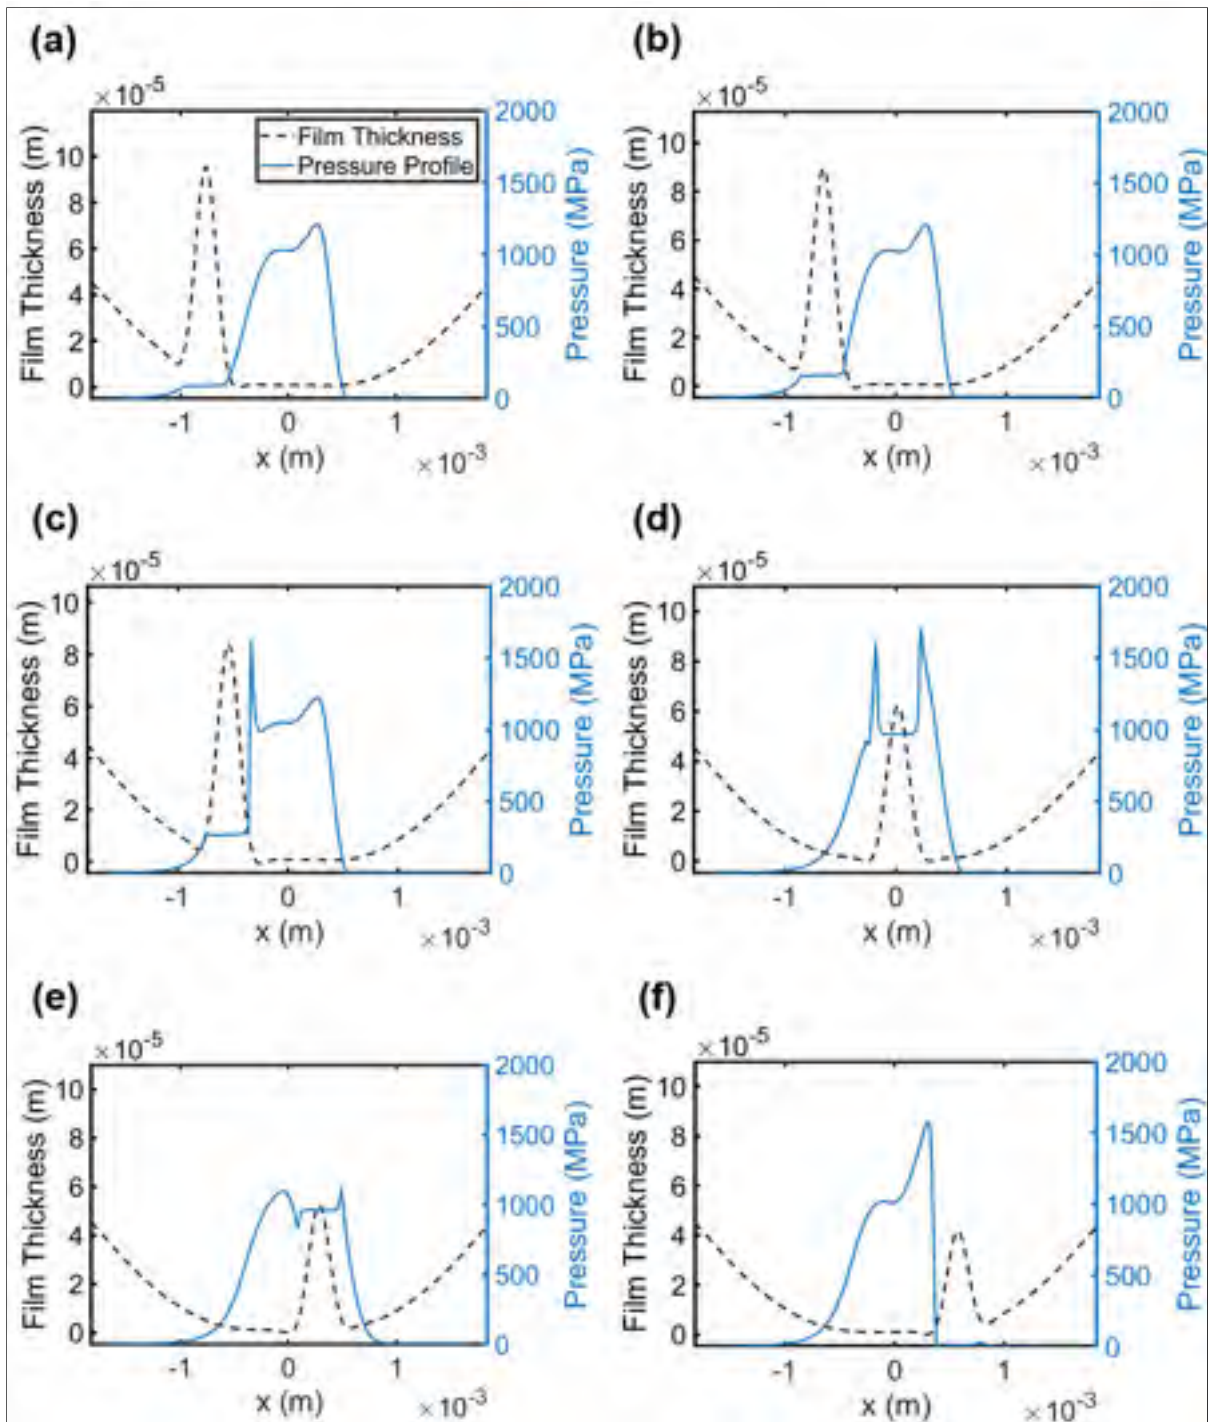 (a)
×10-5
Film Thickness (m)
10
8
6
4
2
0
Film Thickness
Pressure Profile
2000
1500
1000
500
0
Pressure (MPa)
-1 0 1
x (m)
×10-3
(b)
×10-5
Film Thickness (m)
10
8
6
4
2
0
2000
1500
1000
500
0
Pressure (MPa)
-1 0 1
x (m)
×10-3
(c)
×10-5
Film Thickness (m)
10
8
6
4
2
0
2000
1500
1000
500
0
Pressure (MPa)
-1 0 1
x (m)
×10-3
(d)
×10-5
Film Thickness (m)
10
8
6
4
2
0
2000
1500
1000
500
0
Pressure (MPa)
-1 0 1
x (m)
×10-3
(e)
×10-5
Film Thickness (m)
10
8
6
4
2
0
2000
1500
1000
500
0
Pressure (MPa)
-1 0 1
x (m)
×10-3
(f)
×10-5
Film Thickness (m)
10
8
6
4
2
0
2000
1500
1000
500
0
Pressure (MPa)
-1 0 1
x (m)
×10-3